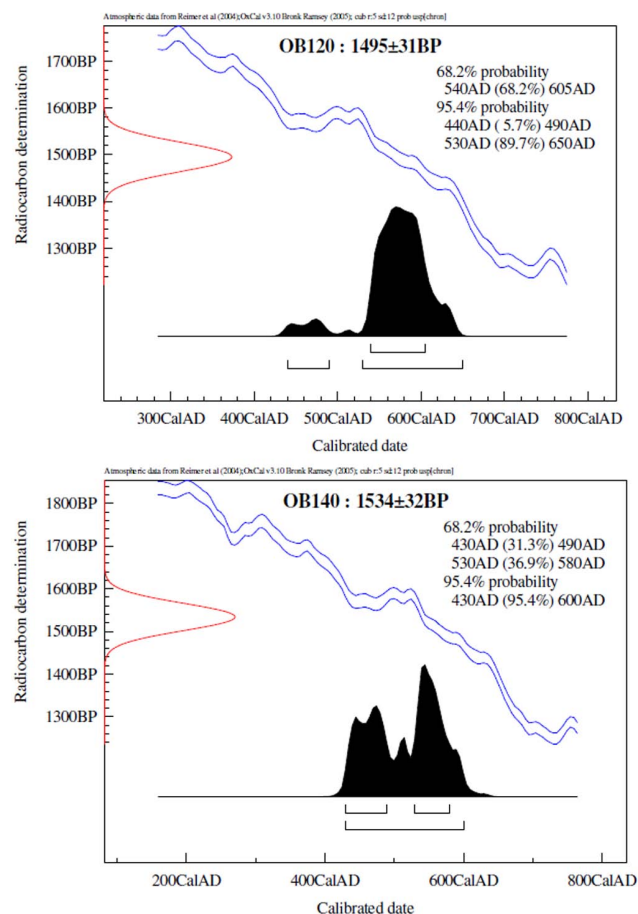 Atmospheric data from Reimer et al (2004);OxCal v3.10 Bronk Ramsey (2005); cub r:5 sd:12 prob usp[chron]
OB120 : 1495±31BP
68.2% probability
540AD (68.2%) 605AD
95.4% probability
440AD ( 5.7%) 490AD
530AD (89.7%) 650AD
Radiocarbon determination
1700BP
1600BP
1500BP
1400BP
1300BP
300CalAD 400CalAD 500CalAD 600CalAD 700CalAD 800CalAD
Calibrated date
Atmospheric data from Reimer et al (2004);OxCal v3.10 Bronk Ramsey (2005); cub r:5 sd:12 prob usp[chron]
OB140 : 1534±32BP
68.2% probability
430AD (31.3%) 490AD
530AD (36.9%) 580AD
95.4% probability
430AD (95.4%) 600AD
Radiocarbon determination
1800BP
1700BP
1600BP
1500BP
1400BP
1300BP
200CalAD 400CalAD 600CalAD 800CalAD
Calibrated date